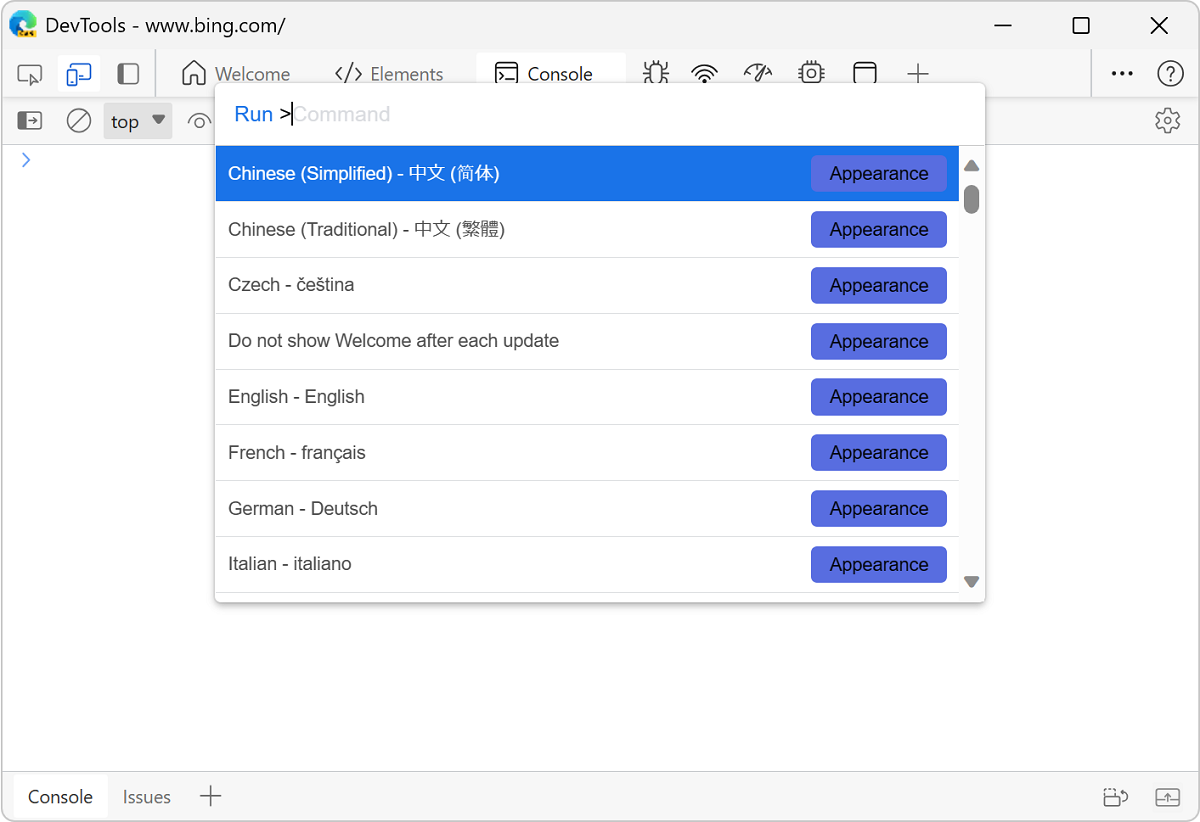 DevTools - www.bing.com/
Welcome
Elements
Console
Run >Command
top
Chinese (Simplified) - 中文 (简体) Appearance
Chinese (Traditional) - 中文 (繁體) Appearance
Czech - čeština Appearance
Do not show Welcome after each update Appearance
English - English Appearance
French - français Appearance
German - Deutsch Appearance
Italian - italiano Appearance
Console
Issues